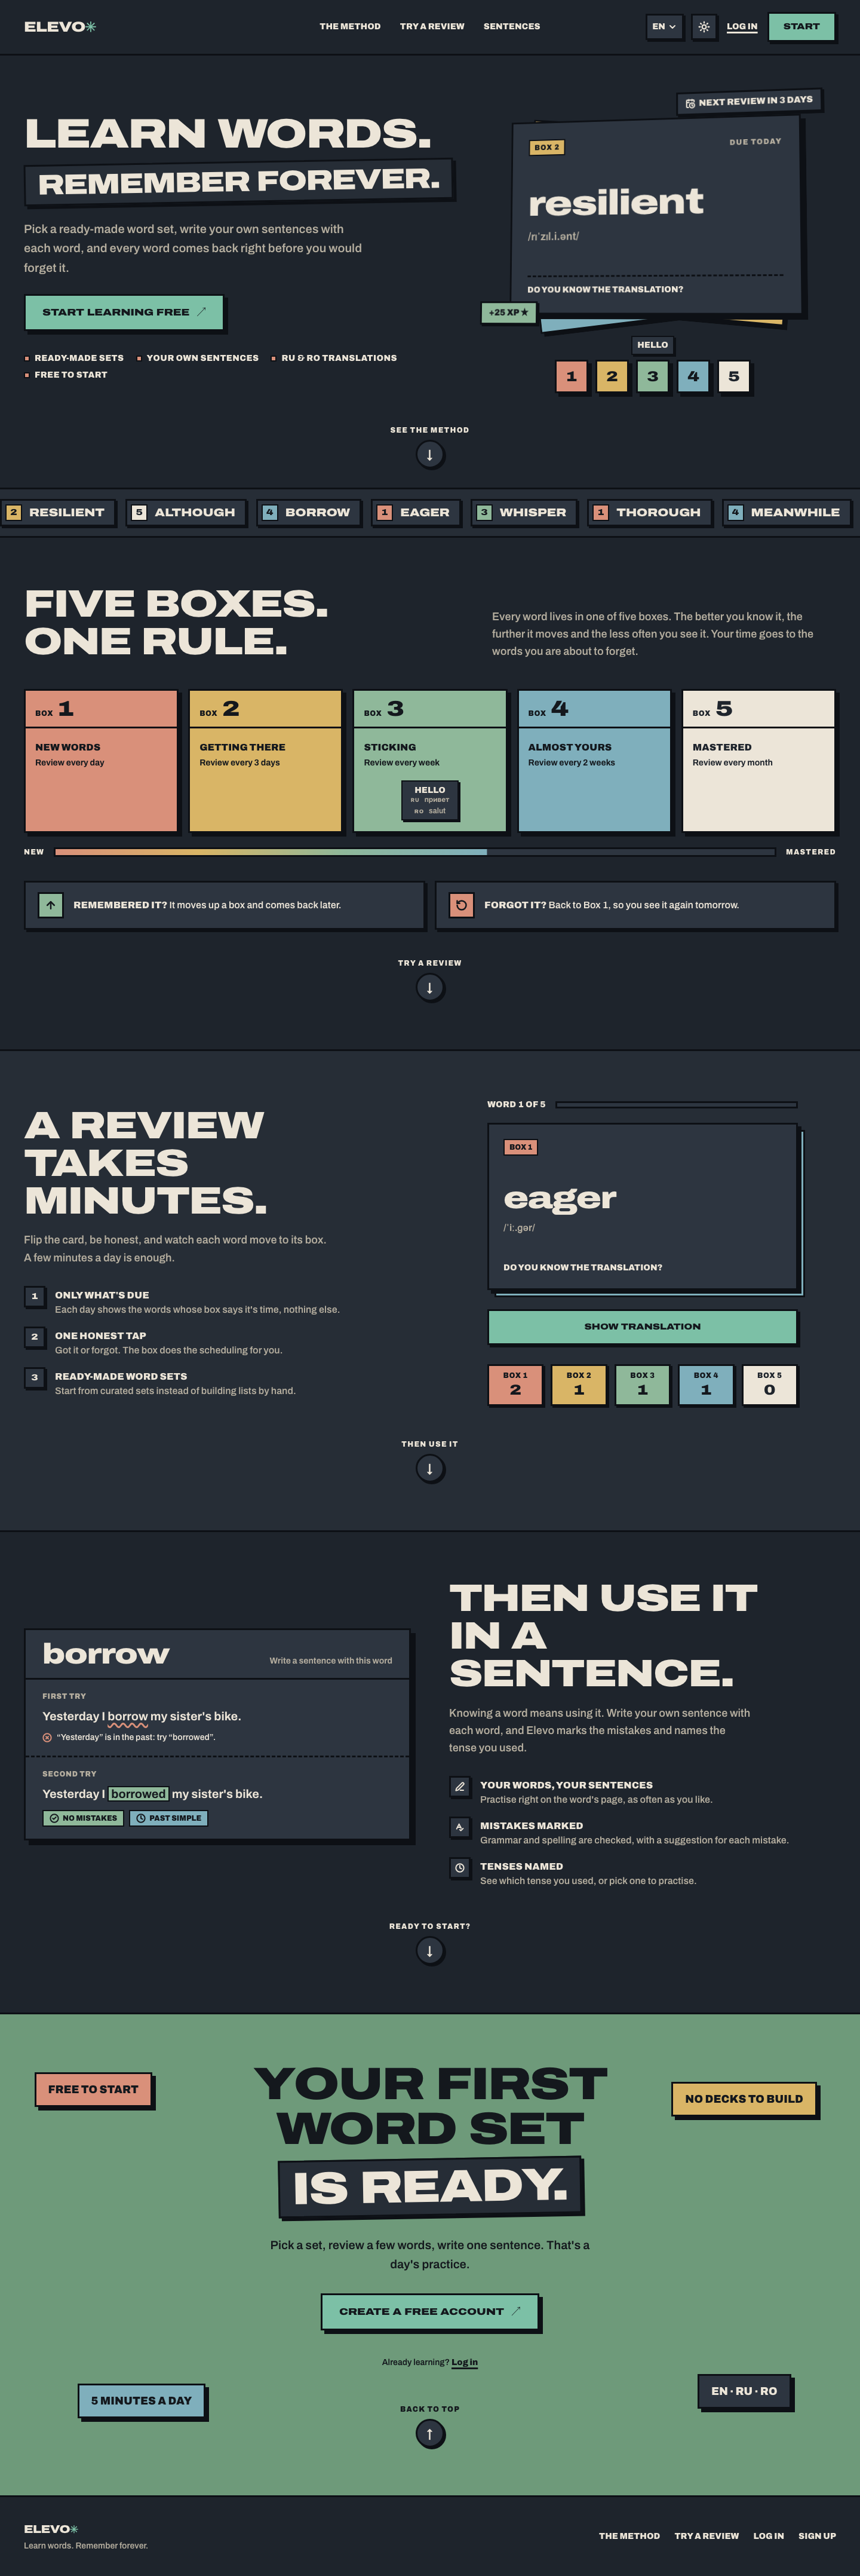 ELEVO✳
THE METHOD TRY A REVIEW SENTENCES
EN LOG IN START
LEARN WORDS.
REMEMBER FOREVER.
Pick a ready-made word set, write your own sentences with
each word, and every word comes back right before you would
forget it.
START LEARNING FREE ↗
READY-MADE SETS YOUR OWN SENTENCES RU & RO TRANSLATIONS
FREE TO START
NEXT REVIEW IN 3 DAYS
BOX 2 DUE TODAY
resilient
/rɪˈzɪl.i.ənt/
DO YOU KNOW THE TRANSLATION?
+25 XP ★
HELLO
1 2 3 4 5
SEE THE METHOD
↓
2 RESILIENT 5 ALTHOUGH 4 BORROW 1 EAGER 3 WHISPER 1 THOROUGH 4 MEANWHILE
FIVE BOXES.
ONE RULE.
Every word lives in one of five boxes. The better you know it, the
further it moves and the less often you see it. Your time goes to the
words you are about to forget.
BOX 1 BOX 2 BOX 3 BOX 4 BOX 5
NEW WORDS GETTING THERE STICKING ALMOST YOURS MASTERED
Review every day Review every 3 days Review every week Review every 2 weeks Review every month
HELLO
RU привет
RO salut
NEW MASTERED
REMEMBERED IT? It moves up a box and comes back later.
FORGOT IT? Back to Box 1, so you see it again tomorrow.
TRY A REVIEW
↓
A REVIEW
TAKES
MINUTES.
Flip the card, be honest, and watch each word move to its box.
A few minutes a day is enough.
1 ONLY WHAT'S DUE
Each day shows the words whose box says it's time, nothing else.
2 ONE HONEST TAP
Got it or forgot. The box does the scheduling for you.
3 READY-MADE WORD SETS
Start from curated sets instead of building lists by hand.
WORD 1 OF 5
BOX 1
eager
/ˈiː.ɡər/
DO YOU KNOW THE TRANSLATION?
SHOW TRANSLATION
BOX 1 BOX 2 BOX 3 BOX 4 BOX 5
2 1 1 1 0
THEN USE IT
↓
borrow Write a sentence with this word
FIRST TRY
Yesterday I borrow my sister's bike.
“Yesterday” is in the past: try “borrowed”.
SECOND TRY
Yesterday I borrowed my sister's bike.
NO MISTAKES PAST SIMPLE
THEN USE IT
IN A
SENTENCE.
Knowing a word means using it. Write your own sentence with
each word, and Elevo marks the mistakes and names the
tense you used.
YOUR WORDS, YOUR SENTENCES
Practise right on the word's page, as often as you like.
MISTAKES MARKED
Grammar and spelling are checked, with a suggestion for each mistake.
TENSES NAMED
See which tense you used, or pick one to practise.
READY TO START?
↓
FREE TO START
NO DECKS TO BUILD
YOUR FIRST
WORD SET
IS READY.
Pick a set, review a few words, write one sentence. That's a
day's practice.
CREATE A FREE ACCOUNT ↗
Already learning? Log in
5 MINUTES A DAY
EN · RU · RO
BACK TO TOP
↑
ELEVO✳
Learn words. Remember forever.
THE METHOD TRY A REVIEW LOG IN SIGN UP